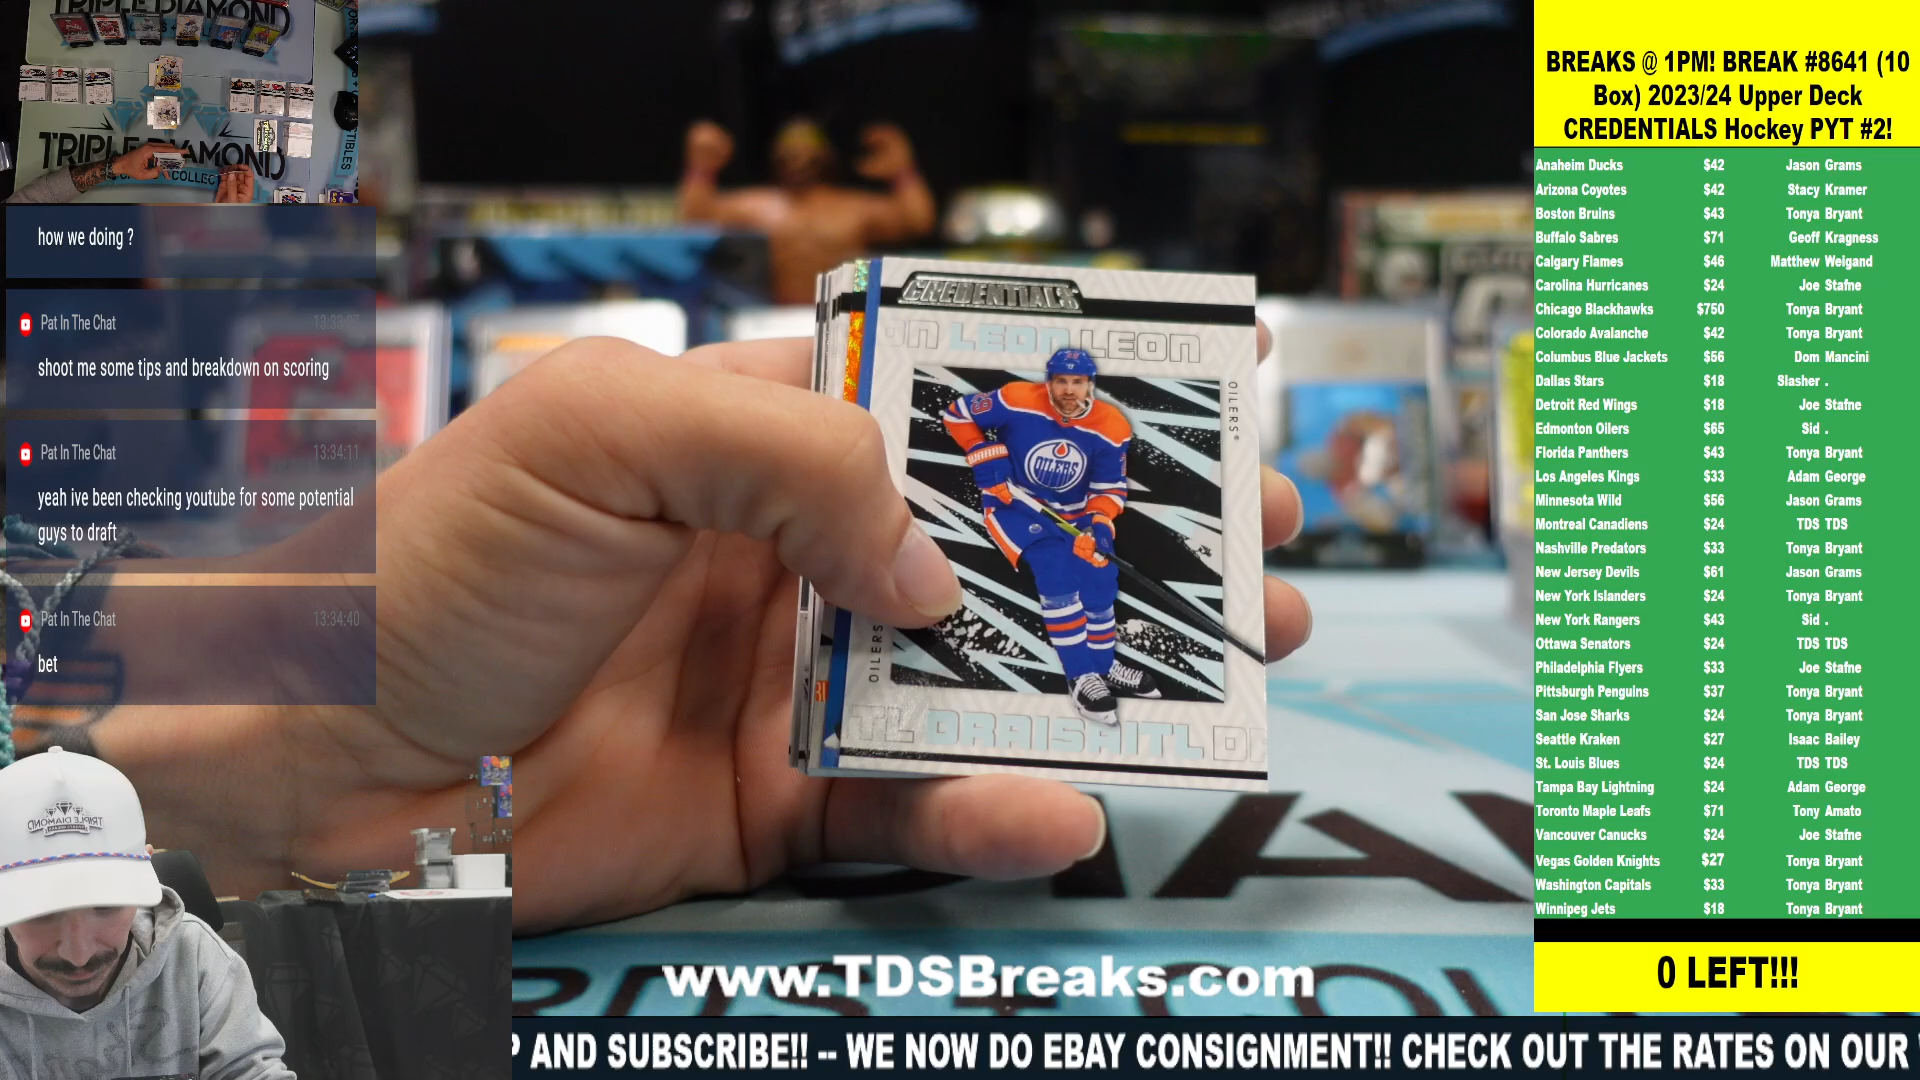 TRIPLE DIAMOND
TRIPLE DIAMOND
how we doing ?
Pat In The Chat
shoot me some tips and breakdown on scoring
Pat In The Chat 13:34:11
yeah ive been checking youtube for some potential
guys to draft
Pat In The Chat 13:34:40
bet
CREDENTIALS
LEON LEON
OILERS
OILERS
OILERS
DRAISAITL
www.TDSBreaks.com
BREAKS @ 1PM! BREAK #8641 (10
Box) 2023/24 Upper Deck
CREDENTIALS Hockey PYT #2!
Anaheim Ducks $42 Jason Grams
Arizona Coyotes $42 Stacy Kramer
Boston Bruins $43 Tonya Bryant
Buffalo Sabres $71 Geoff Kragness
Calgary Flames $46 Matthew Weigand
Carolina Hurricanes $24 Joe Stafne
Chicago Blackhawks $750 Tonya Bryant
Colorado Avalanche $42 Tonya Bryant
Columbus Blue Jackets $56 Dom Mancini
Dallas Stars $18 Slasher .
Detroit Red Wings $18 Joe Stafne
Edmonton Oilers $65 Sid .
Florida Panthers $43 Tonya Bryant
Los Angeles Kings $33 Adam George
Minnesota Wild $56 Jason Grams
Montreal Canadiens $24 TDS TDS
Nashville Predators $33 Tonya Bryant
New Jersey Devils $61 Jason Grams
New York Islanders $24 Tonya Bryant
New York Rangers $43 Sid .
Ottawa Senators $24 TDS TDS
Philadelphia Flyers $33 Joe Stafne
Pittsburgh Penguins $37 Tonya Bryant
San Jose Sharks $24 Tonya Bryant
Seattle Kraken $27 Isaac Bailey
St. Louis Blues $24 TDS TDS
Tampa Bay Lightning $24 Adam George
Toronto Maple Leafs $71 Tony Amato
Vancouver Canucks $24 Joe Stafne
Vegas Golden Knights $27 Tonya Bryant
Washington Capitals $33 Tonya Bryant
Winnipeg Jets $18 Tonya Bryant
0 LEFT!!!
P AND SUBSCRIBE!! -- WE NOW DO EBAY CONSIGNMENT!! CHECK OUT THE RATES ON OUR